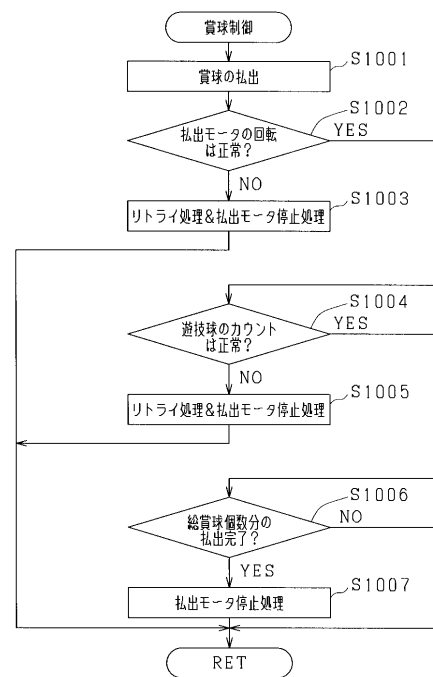 賞球制御
S1001
賞球の払出
S1002
払出モータの回転
は正常?
YES
NO
S1003
リトライ処理&払出モータ停止処理
S1004
遊技球のカウント
は正常?
YES
NO
S1005
リトライ処理&払出モータ停止処理
S1006
総賞球個数分の
払出完了?
NO
YES
S1007
払出モータ停止処理
RET